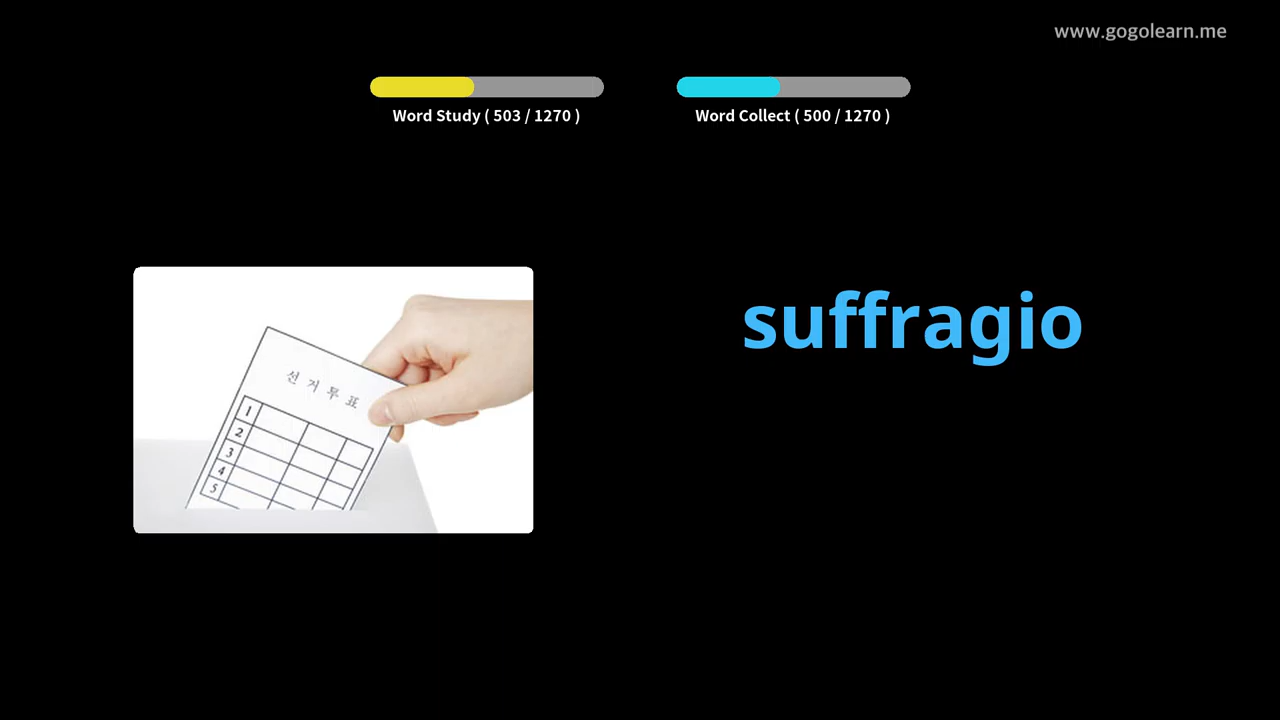 www.gogolearn.me
Word Study ( 503 / 1270 )
Word Collect ( 500 / 1270 )
suffragio
선거투표
1
2
3
4
5